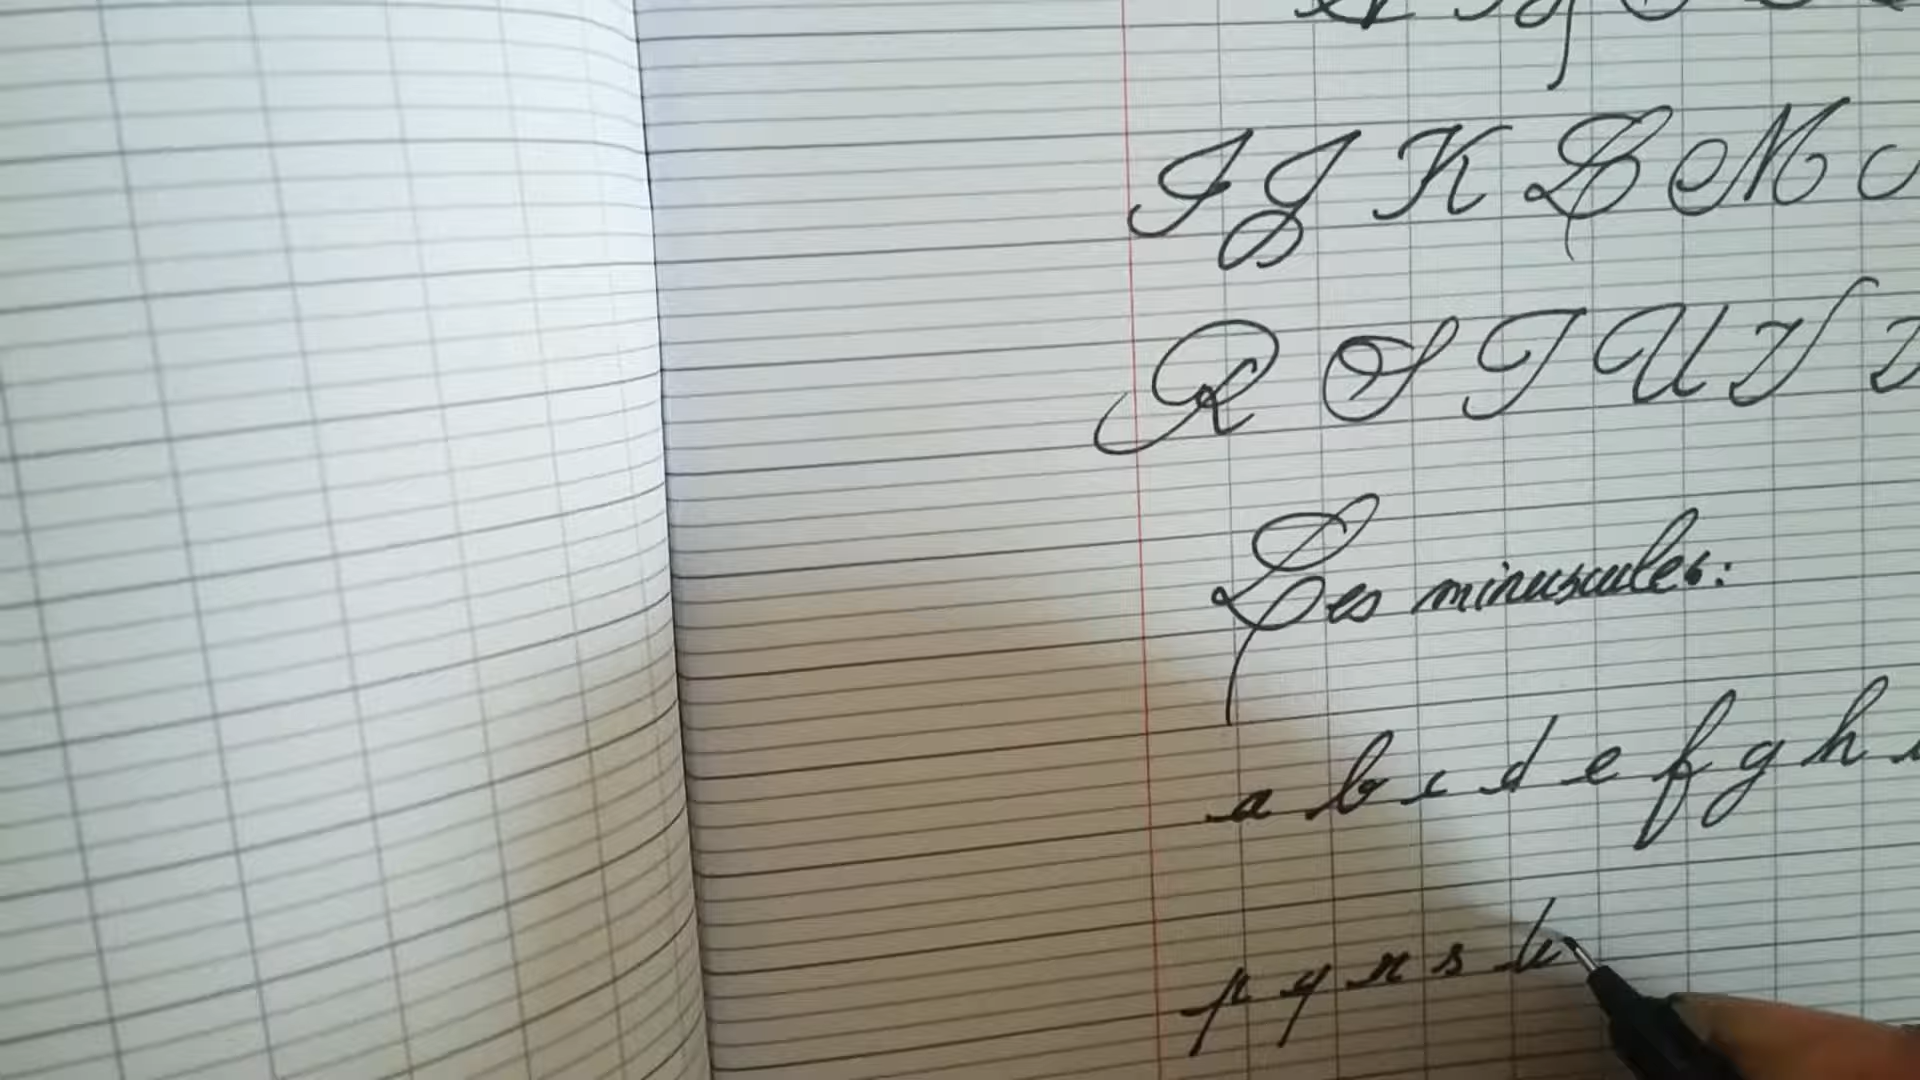 I J K L M
R S T U V
Les minuscules:
a b c d e f g h i
p q r s t